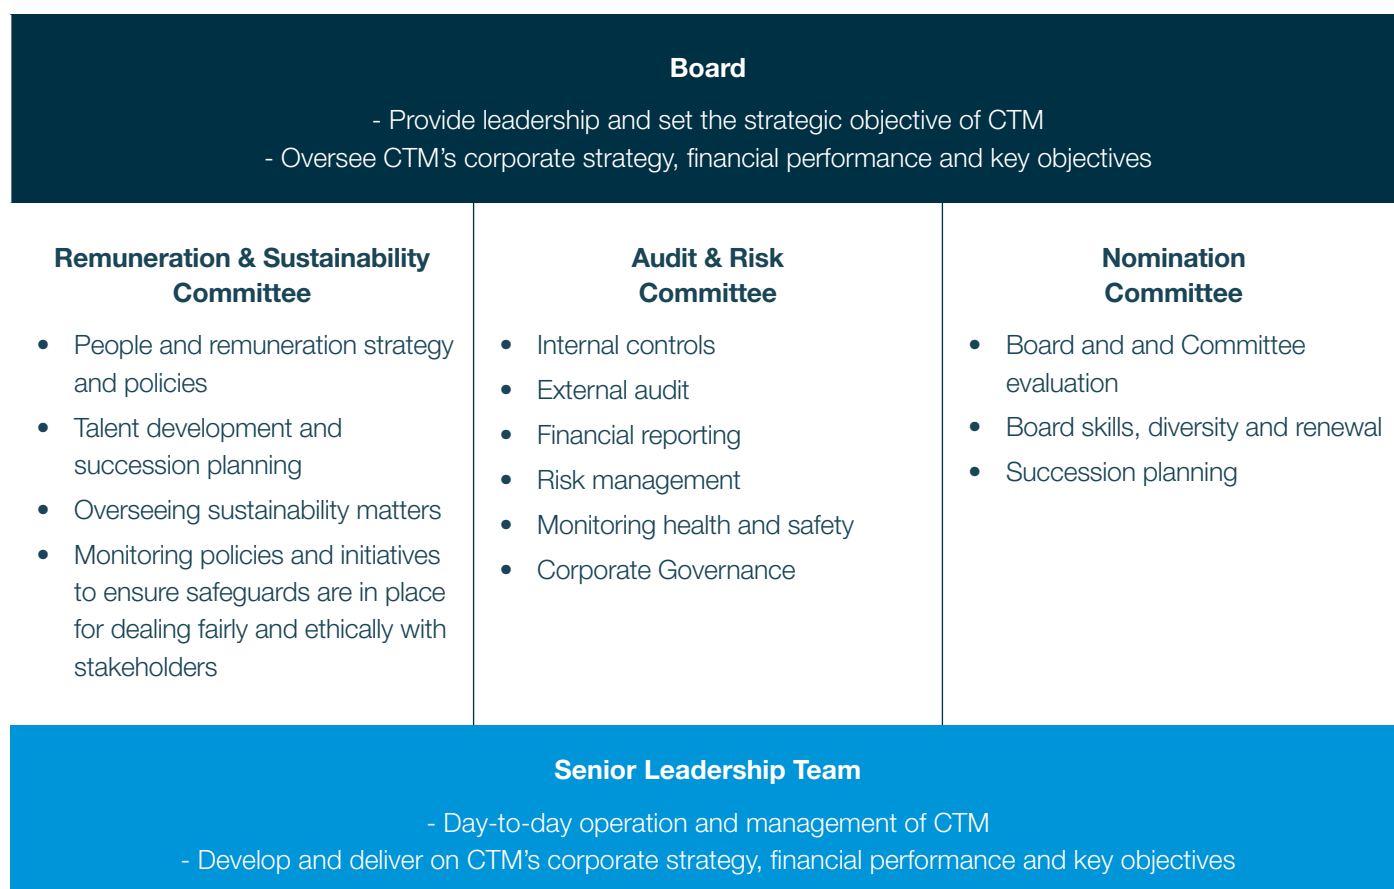 Board
- Provide leadership and set the strategic objective of CTM
- Oversee CTM’s corporate strategy, financial performance and key objectives
Remuneration & Sustainability
Committee
• People and remuneration strategy
and policies
• Talent development and
succession planning
• Overseeing sustainability matters
• Monitoring policies and initiatives
to ensure safeguards are in place
for dealing fairly and ethically with
stakeholders
Audit & Risk
Committee
• Internal controls
• External audit
• Financial reporting
• Risk management
• Monitoring health and safety
• Corporate Governance
Nomination
Committee
• Board and and Committee
evaluation
• Board skills, diversity and renewal
• Succession planning
Senior Leadership Team
- Day-to-day operation and management of CTM
- Develop and deliver on CTM’s corporate strategy, financial performance and key objectives